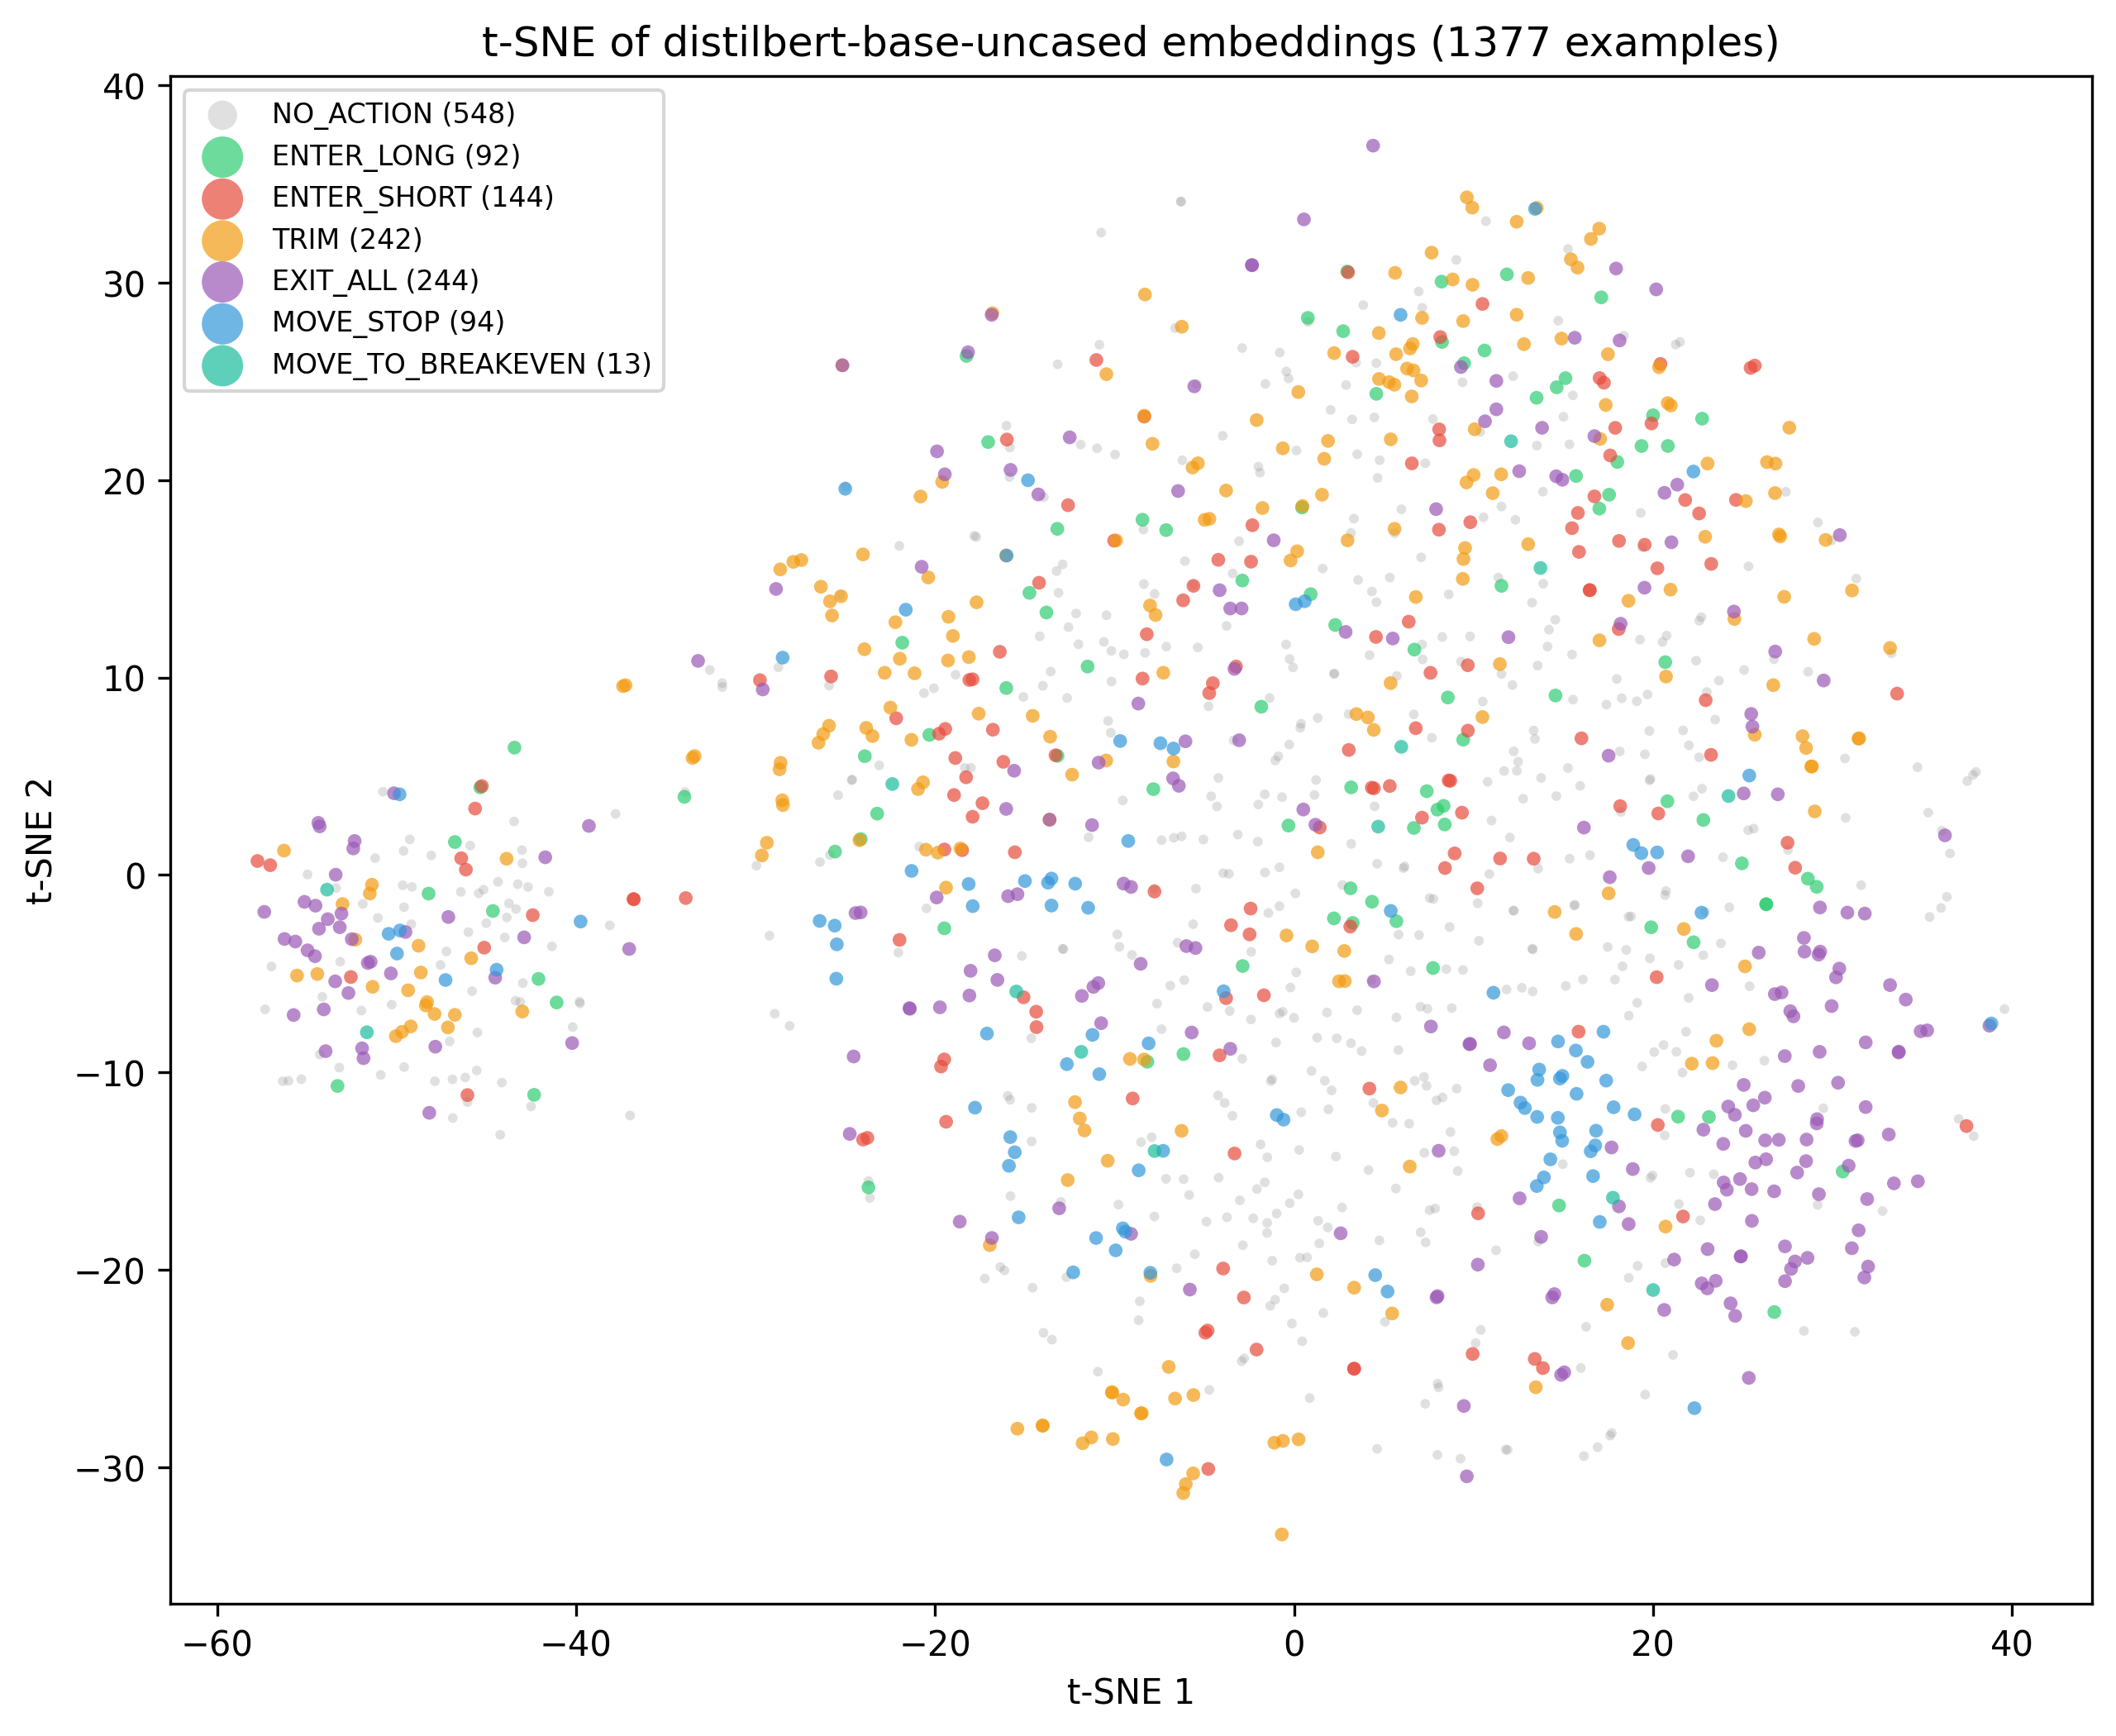 t-SNE of distilbert-base-uncased embeddings (1377 examples)
NO_ACTION (548)
ENTER_LONG (92)
ENTER_SHORT (144)
TRIM (242)
EXIT_ALL (244)
MOVE_STOP (94)
MOVE_TO_BREAKEVEN (13)
40
30
20
10
0
−10
−20
−30
t-SNE 2
−60
−40
−20
0
20
40
t-SNE 1